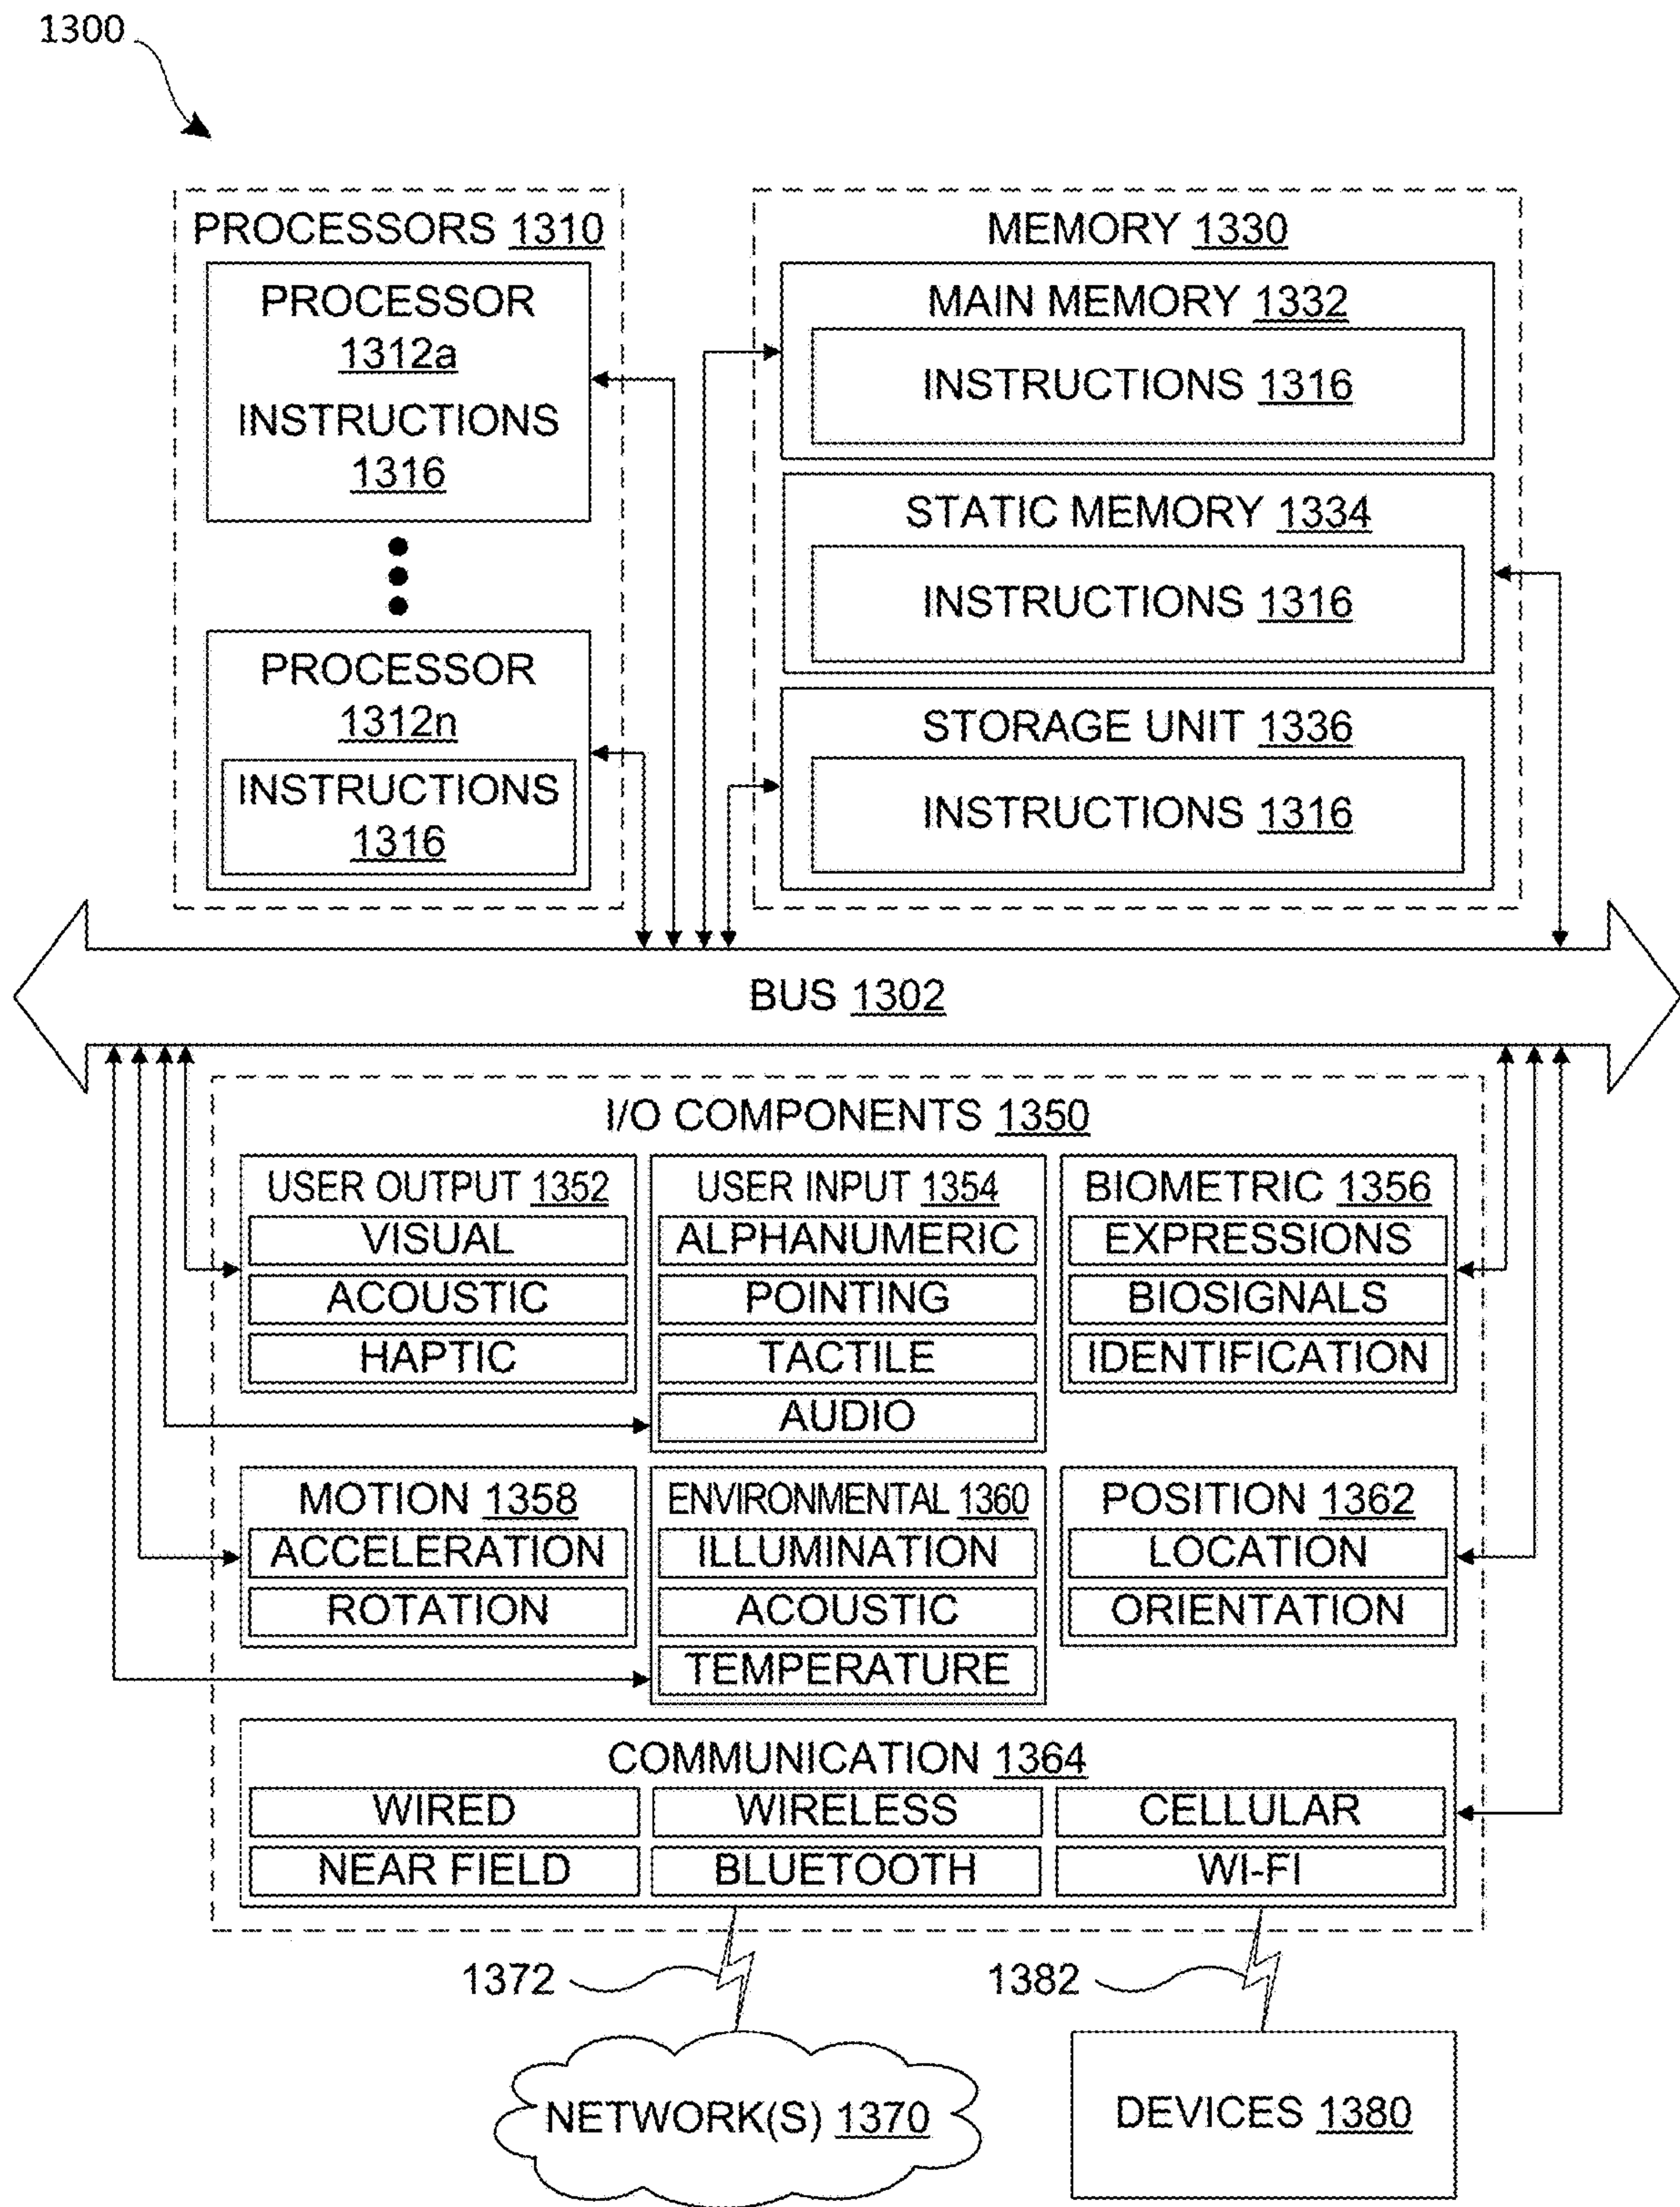 1300
PROCESSORS 1310
PROCESSOR
1312a
INSTRUCTIONS
1316
PROCESSOR
1312n
INSTRUCTIONS
1316
MEMORY 1330
MAIN MEMORY 1332
INSTRUCTIONS 1316
STATIC MEMORY 1334
INSTRUCTIONS 1316
STORAGE UNIT 1336
INSTRUCTIONS 1316
BUS 1302
I/O COMPONENTS 1350
USER OUTPUT 1352
VISUAL
ACOUSTIC
HAPTIC
USER INPUT 1354
ALPHANUMERIC
POINTING
TACTILE
AUDIO
BIOMETRIC 1356
EXPRESSIONS
BIOSIGNALS
IDENTIFICATION
MOTION 1358
ACCELERATION
ROTATION
ENVIRONMENTAL 1360
ILLUMINATION
ACOUSTIC
TEMPERATURE
POSITION 1362
LOCATION
ORIENTATION
COMMUNICATION 1364
WIRED
WIRELESS
CELLULAR
NEAR FIELD
BLUETOOTH
WI-FI
1372
1382
NETWORK(S) 1370
DEVICES 1380